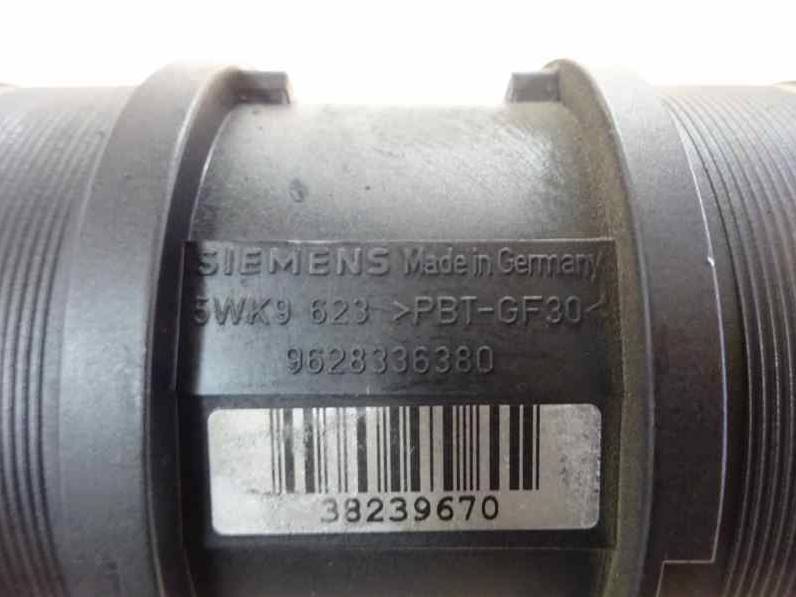 SIEMENS Made in Germany
5WK9 623 >PBT-GF30<
9628336380
38239670